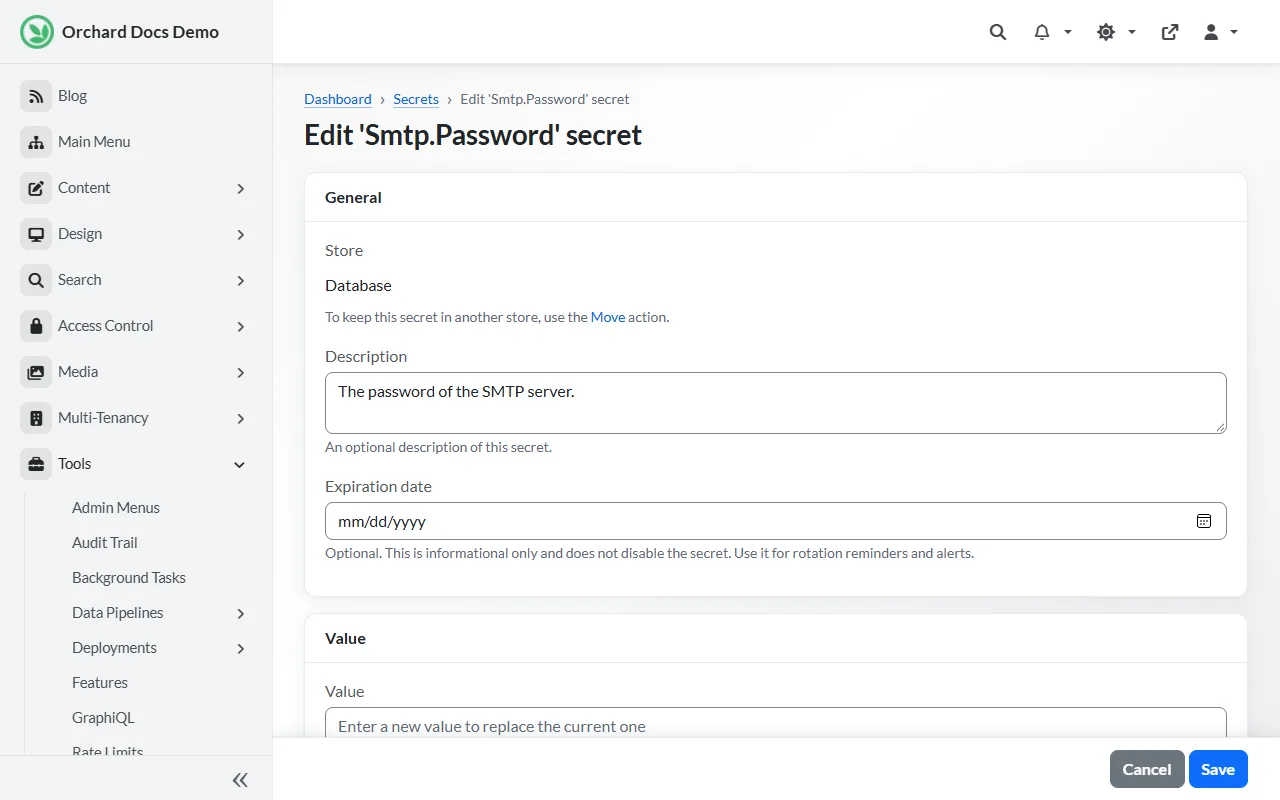 Orchard Docs Demo
Blog
Main Menu
Content
Design
Search
Access Control
Media
Multi-Tenancy
Tools
Admin Menus
Audit Trail
Background Tasks
Data Pipelines
Deployments
Features
GraphiQL
Rate Limits
Dashboard › Secrets › Edit 'Smtp.Password' secret
Edit 'Smtp.Password' secret
General
Store
Database
To keep this secret in another store, use the Move action.
Description
The password of the SMTP server.
An optional description of this secret.
Expiration date
mm/dd/yyyy
Optional. This is informational only and does not disable the secret. Use it for rotation reminders and alerts.
Value
Value
Enter a new value to replace the current one
Cancel
Save